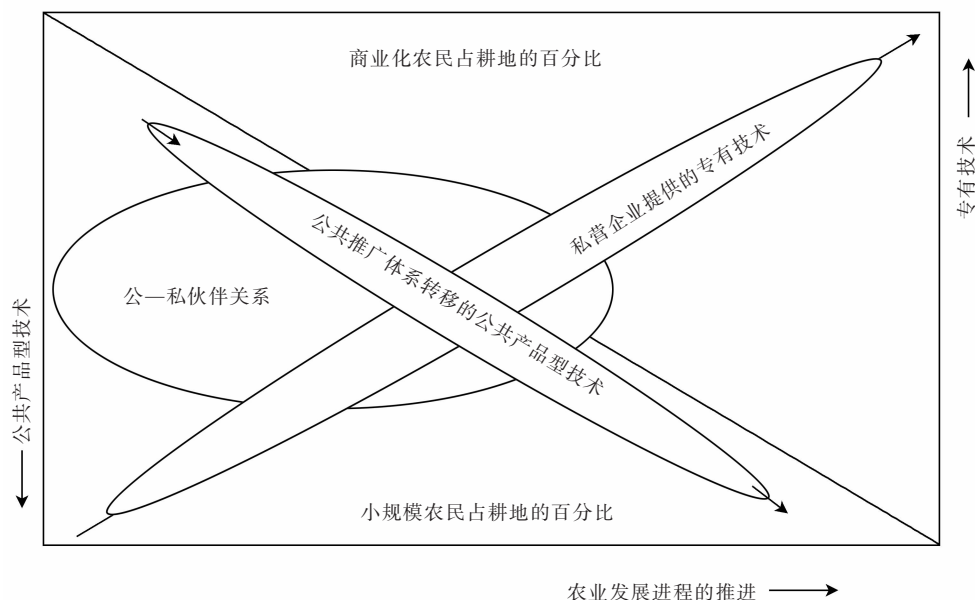 商业化农民占耕地的百分比
专有技术
私营企业提供的专有技术
公共推广体系转移的公共产品型技术
公—私伙伴关系
公共产品型技术
小规模农民占耕地的百分比
农业发展进程的推进